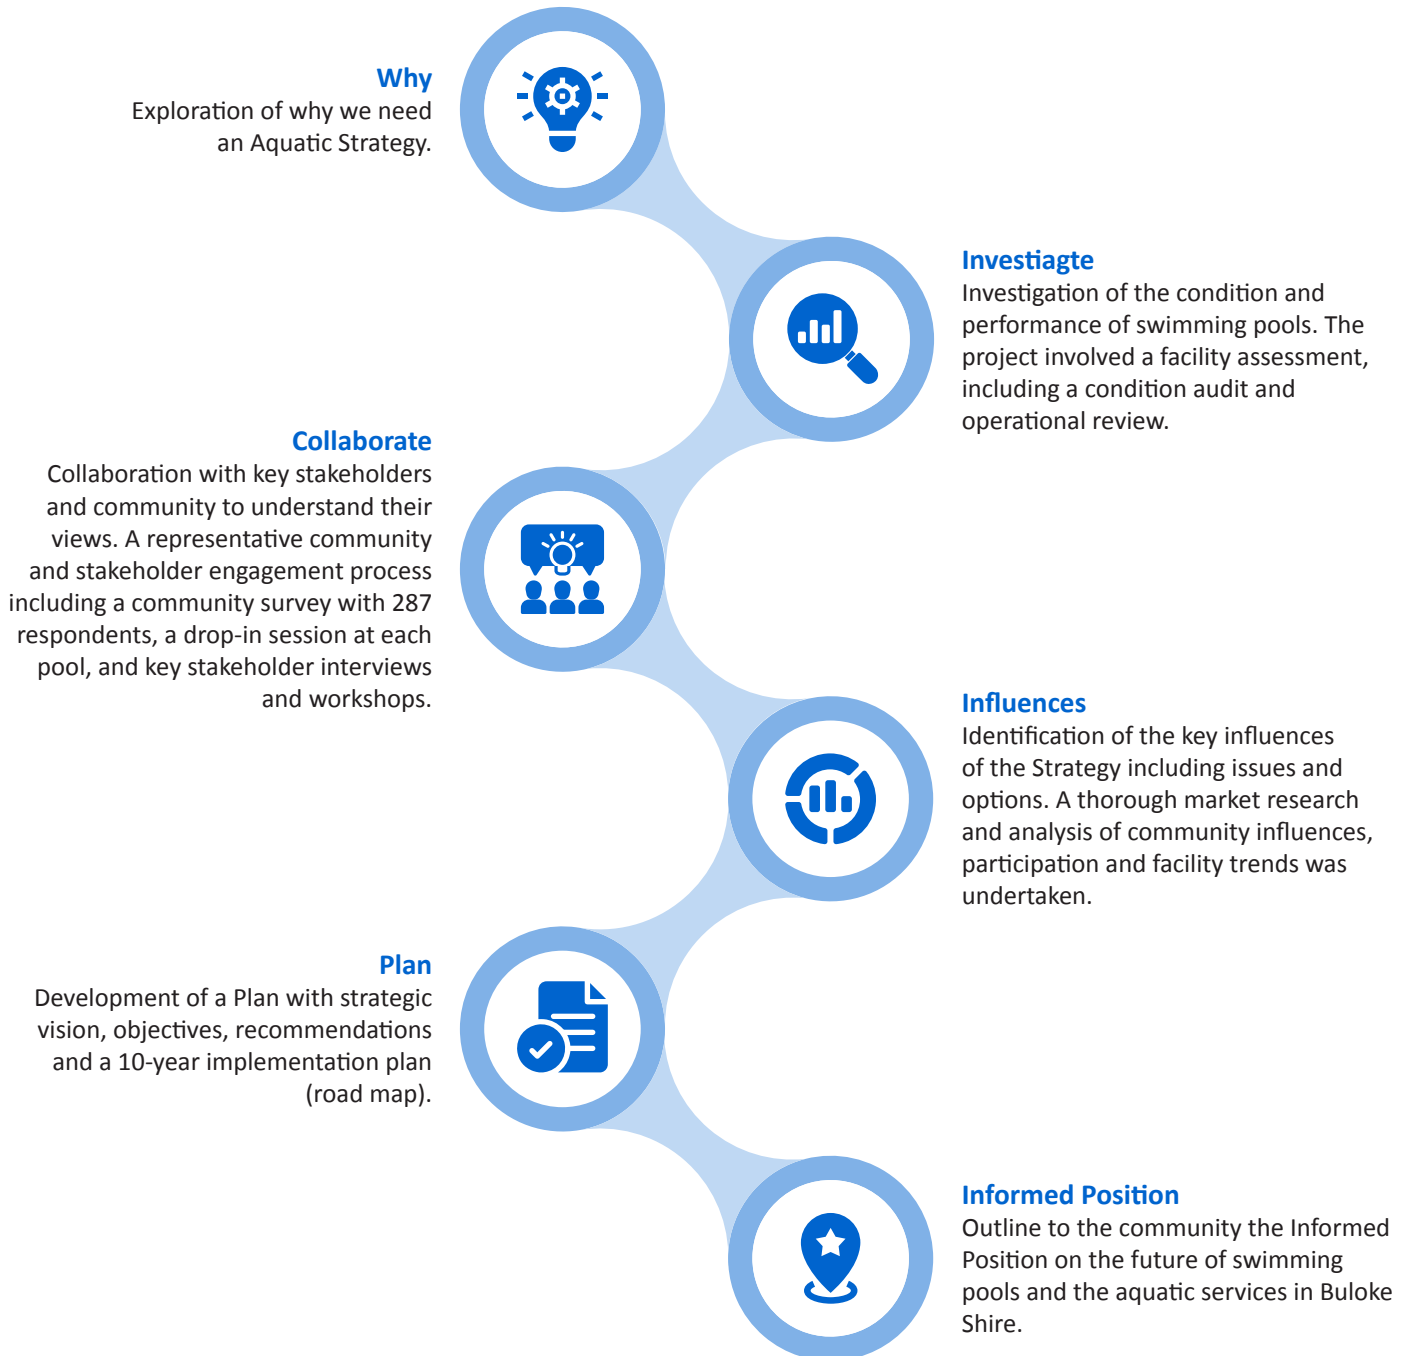 Why
Exploration of why we need
an Aquatic Strategy.
Investiagte
Investigation of the condition and
performance of swimming pools. The
project involved a facility assessment,
including a condition audit and
operational review.
Collaborate
Collaboration with key stakeholders
and community to understand their
views. A representative community
and stakeholder engagement process
including a community survey with 287
respondents, a drop-in session at each
pool, and key stakeholder interviews
and workshops.
Influences
Identification of the key influences
of the Strategy including issues and
options. A thorough market research
and analysis of community influences,
participation and facility trends was
undertaken.
Plan
Development of a Plan with strategic
vision, objectives, recommendations
and a 10-year implementation plan
(road map).
Informed Position
Outline to the community the Informed
Position on the future of swimming
pools and the aquatic services in Buloke
Shire.